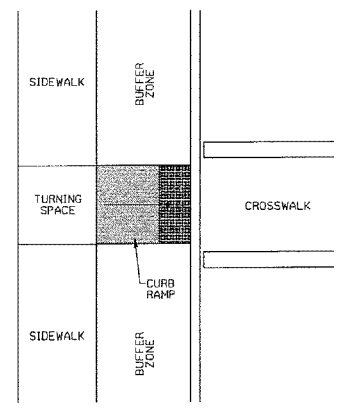 SIDEWALK
BUFFER
ZONE
TURNING
SPACE
CROSSWALK
CURB
RAMP
SIDEWALK
BUFFER
ZONE